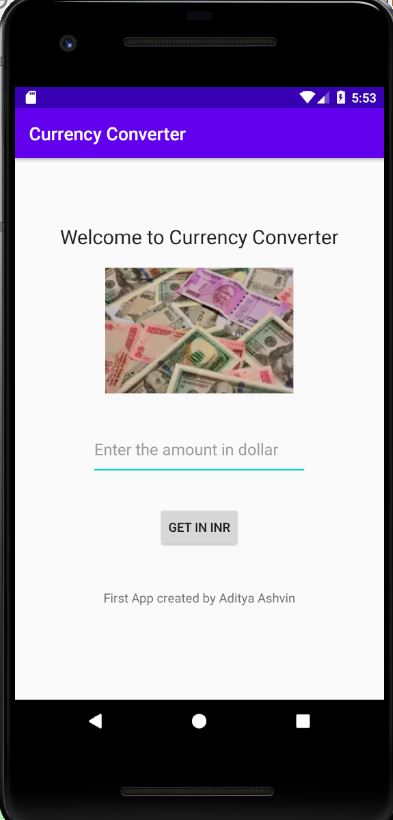 5:53
Currency Converter
Welcome to Currency Converter
Enter the amount in dollar
GET IN INR
First App created by Aditya Ashvin